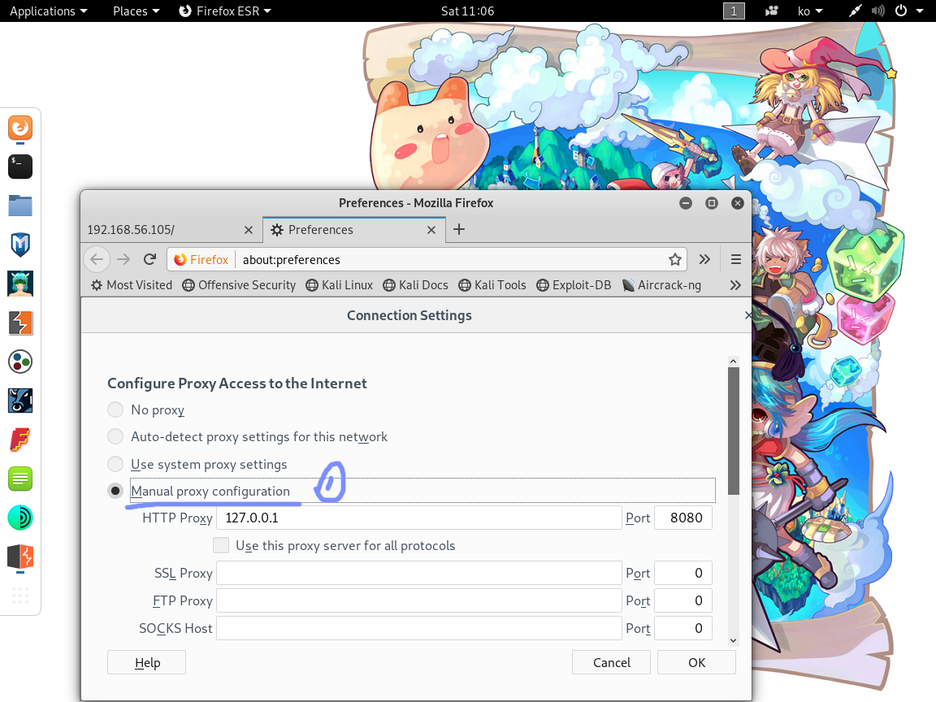 Applications Places Firefox ESR Sat 11:06 1 ko
Preferences - Mozilla Firefox
192.168.56.105/ Preferences
Firefox about:preferences
Most Visited Offensive Security Kali Linux Kali Docs Kali Tools Exploit-DB Aircrack-ng
Connection Settings
Configure Proxy Access to the Internet
No proxy
Auto-detect proxy settings for this network
Use system proxy settings
Manual proxy configuration
HTTP Proxy 127.0.0.1 Port 8080
Use this proxy server for all protocols
SSL Proxy Port 0
FTP Proxy Port 0
SOCKS Host Port 0
Help Cancel OK